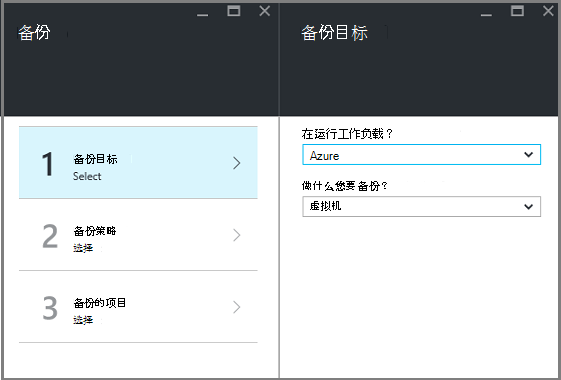 备份
1
备份目标
Select
2
备份策略
选择
3
备份的项目
选择
备份目标
在运行工作负载？
Azure
做什么您要备份？
虚拟机